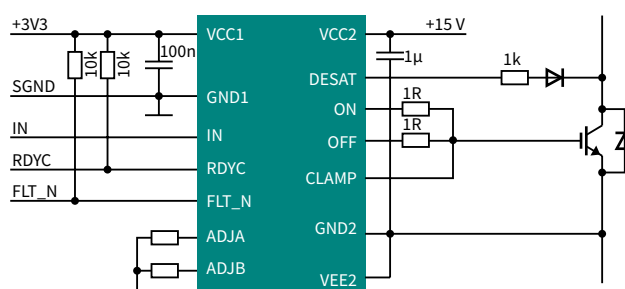 +3V3
VCC1
VCC2
+15 V
10k
10k
100n
1µ
DESAT
1k
SGND
GND1
ON
1R
IN
IN
OFF
1R
RDYC
RDYC
CLAMP
FLT_N
FLT_N
ADJA
GND2
ADJB
VEE2